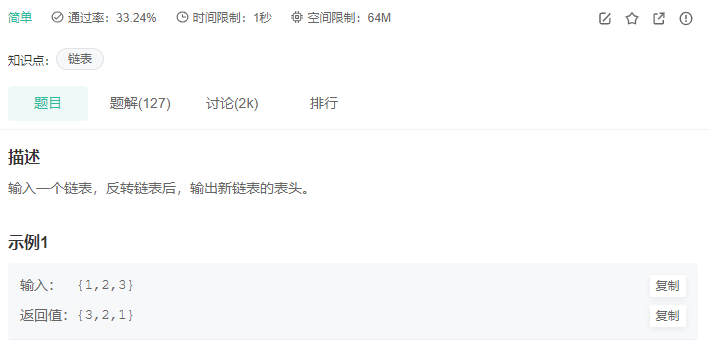 简单 通过率：33.24% 时间限制：1秒 空间限制：64M
知识点： 链表
题目 题解(127) 讨论(2k) 排行
描述
输入一个链表，反转链表后，输出新链表的表头。
示例1
输入： {1,2,3} 复制
返回值：{3,2,1} 复制